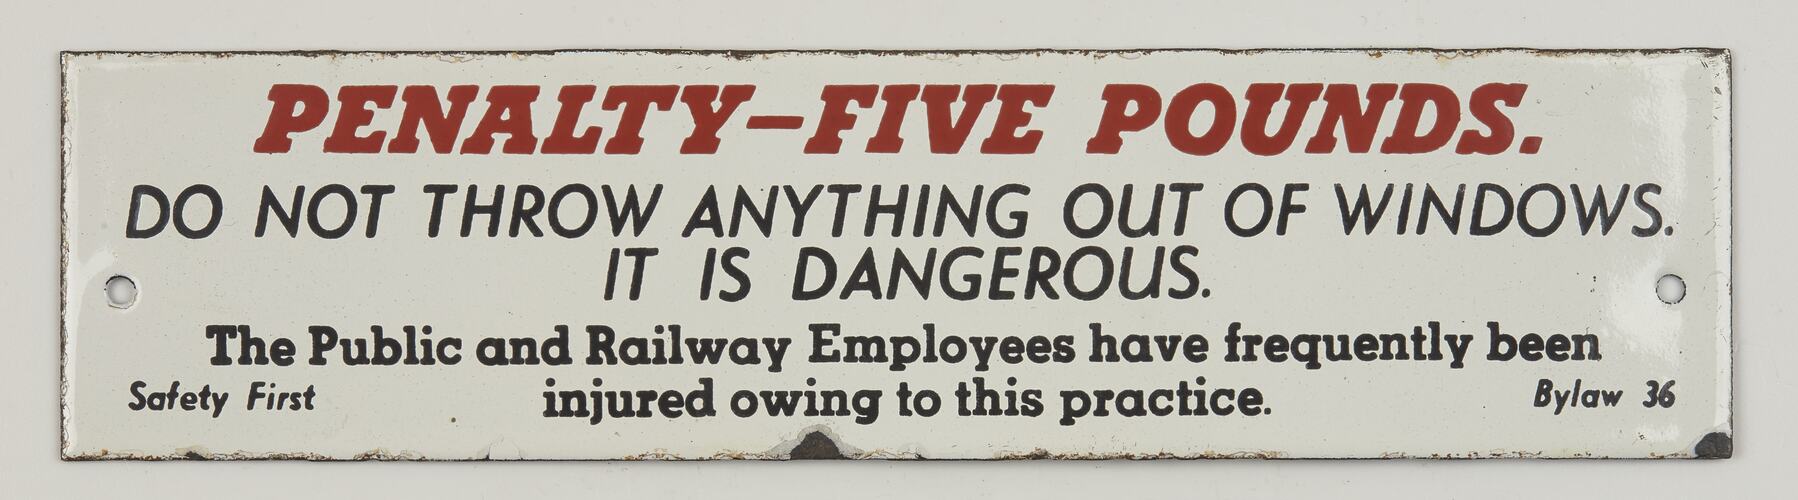 PENALTY–FIVE POUNDS.
DO NOT THROW ANYTHING OUT OF WINDOWS.
IT IS DANGEROUS.
The Public and Railway Employees have frequently been
Safety First injured owing to this practice. Bylaw 36